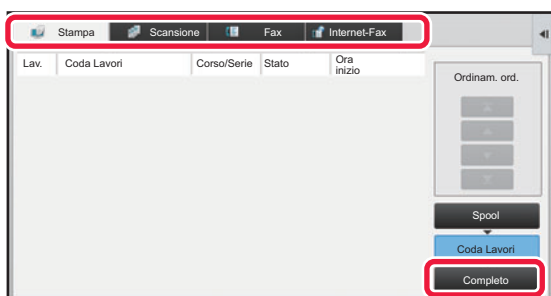 Stampa Scansione Fax Internet-Fax
Lav. Coda Lavori Corso/Serie Stato Ora inizio
Ordinam. ord.
Spool
Coda Lavori
Completo